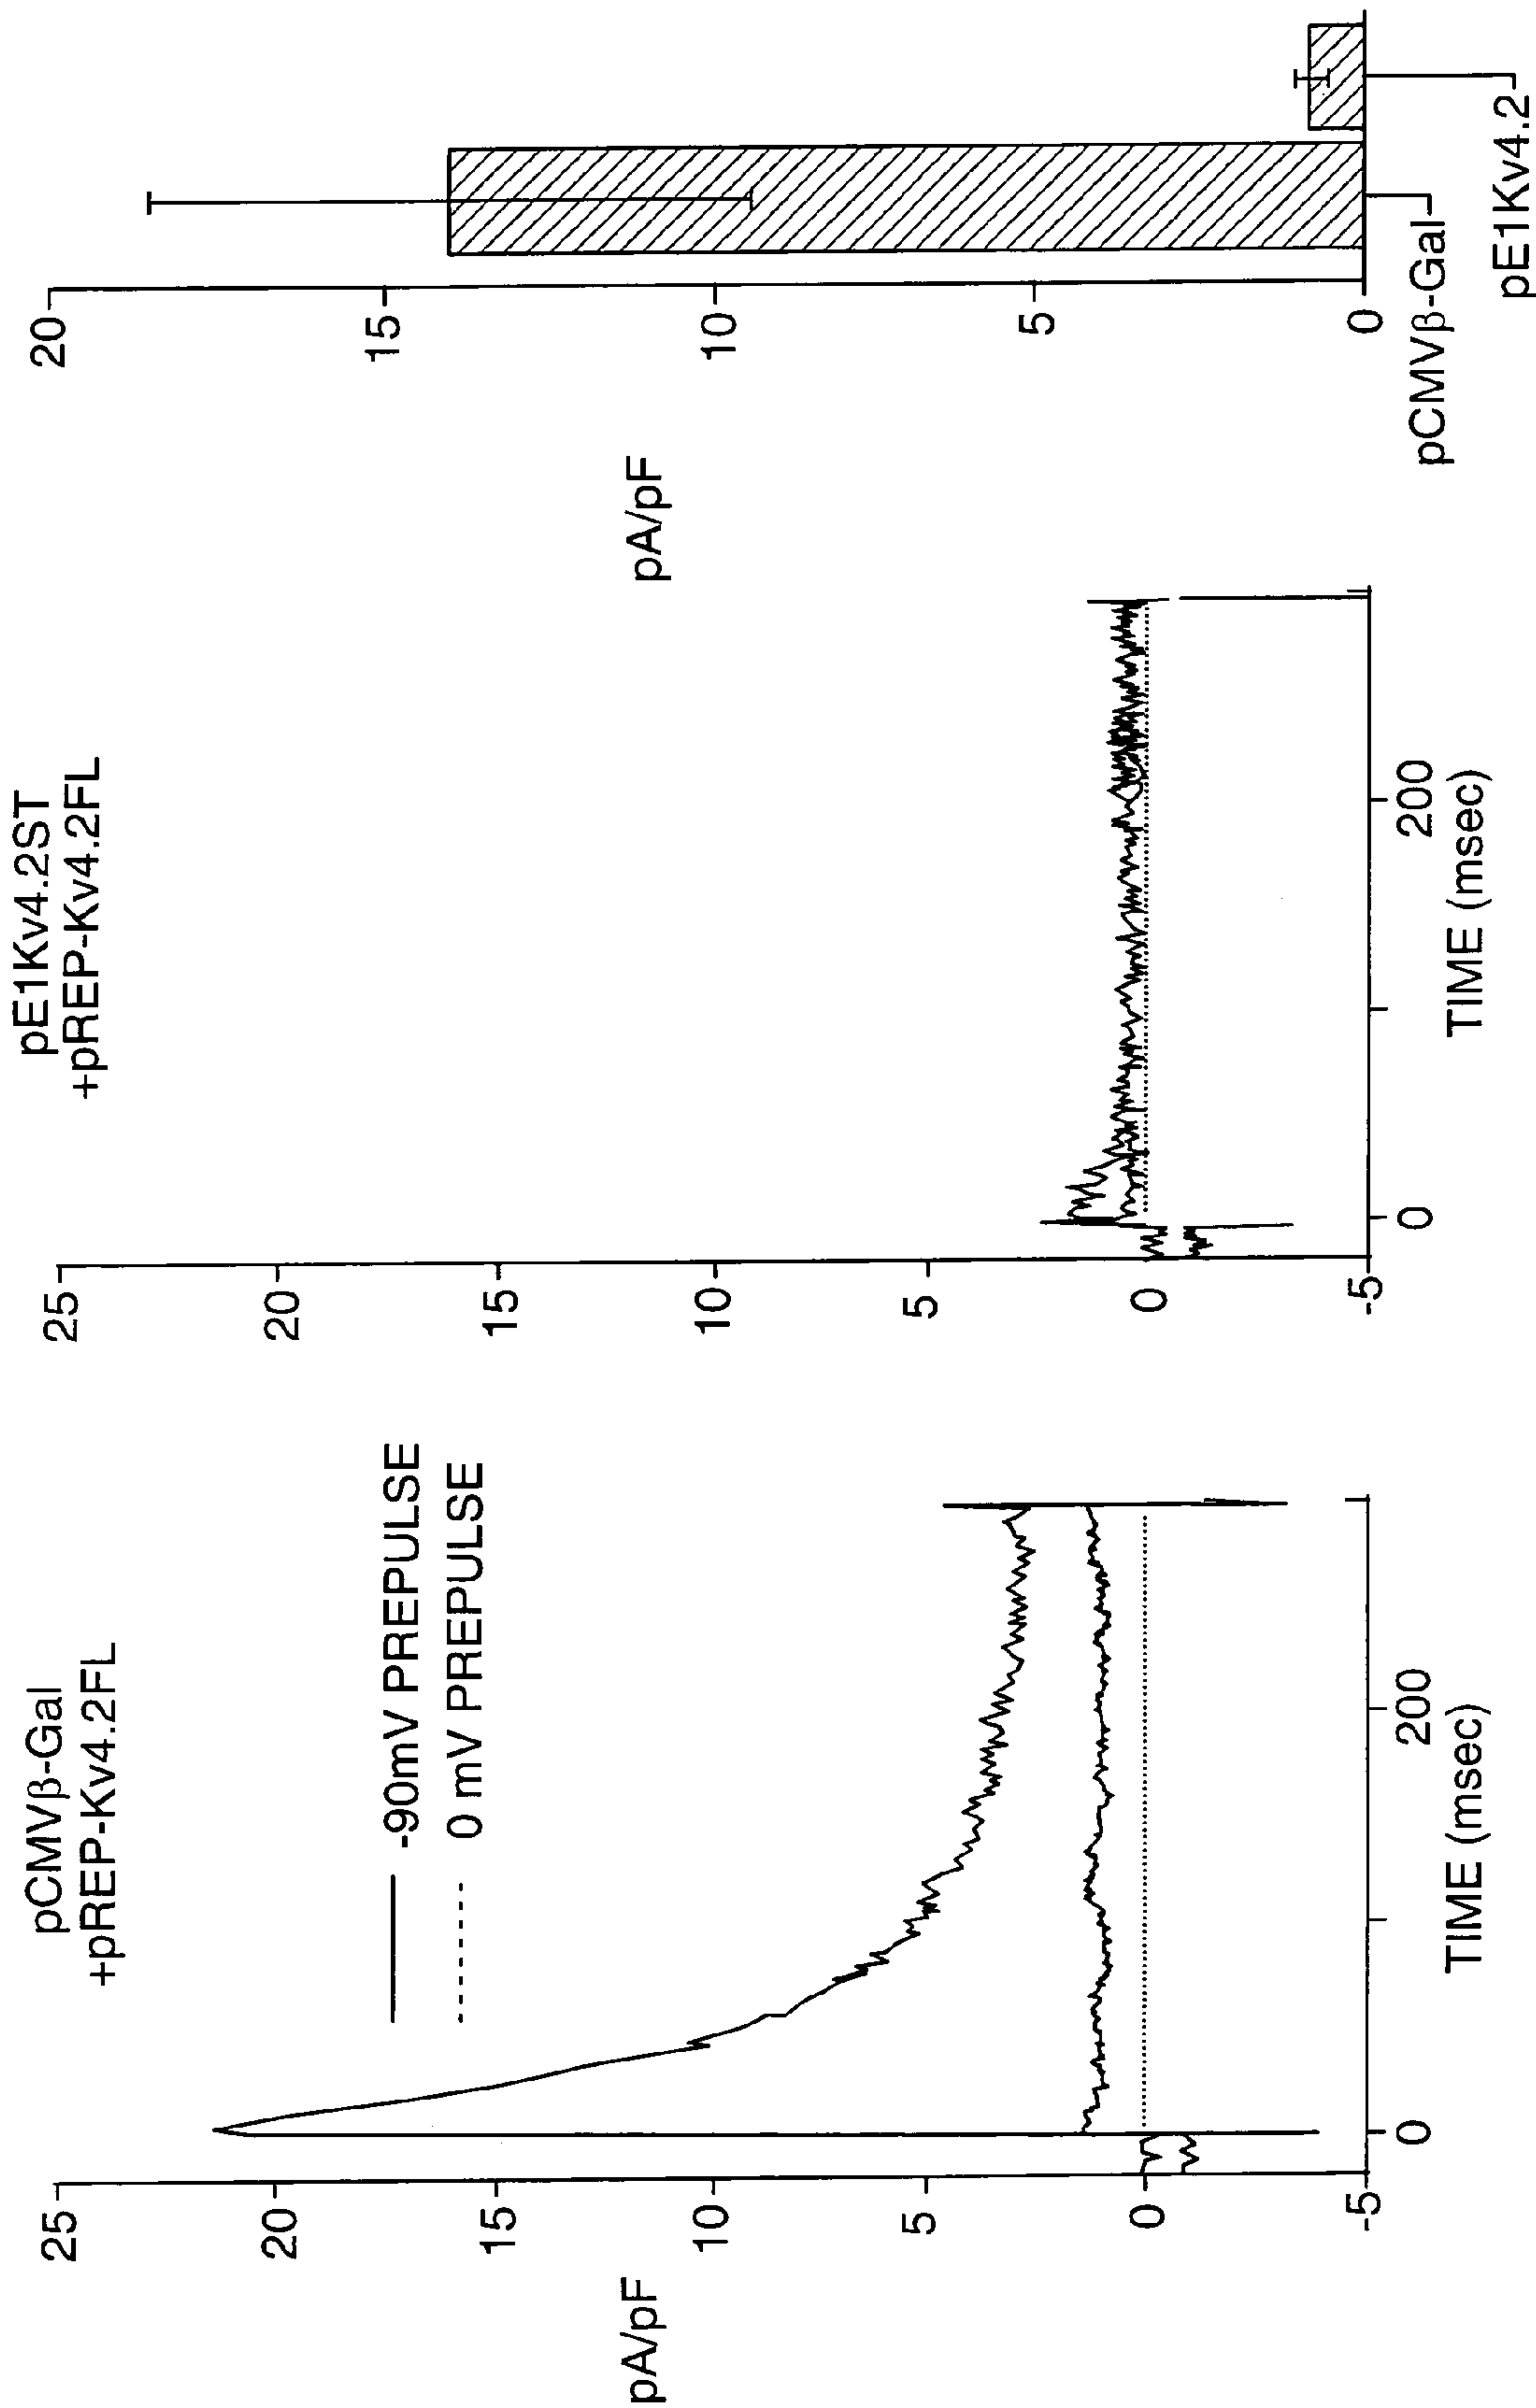 pCMVβ-Gal
+pREP-Kv4.2FL
-90mV PREPULSE
0 mV PREPULSE
25
20
15
10
5
0
-5
pA/pF
0
200
TIME (msec)
pE1Kv4.2ST
+pREP-Kv4.2FL
25
20
15
10
5
0
-5
0
200
TIME (msec)
20
15
10
5
0
pA/pF
pCMVβ-Gal
pE1Kv4.2